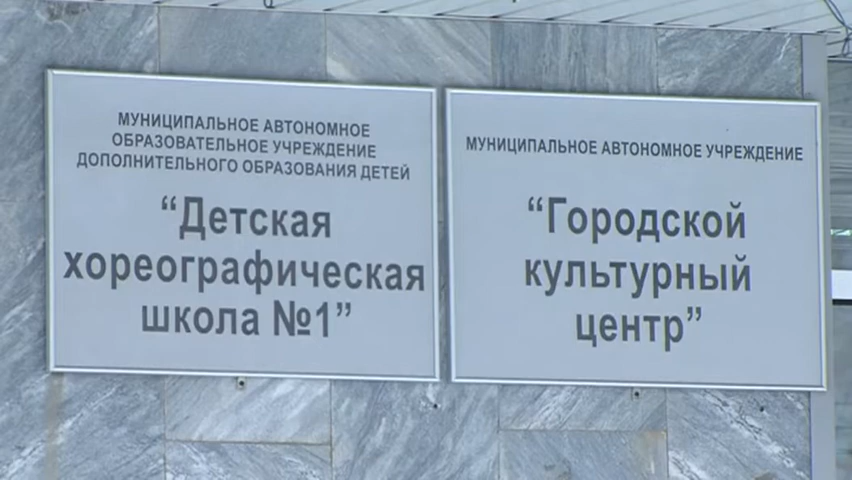 МУНИЦИПАЛЬНОЕ АВТОНОМНОЕ
ОБРАЗОВАТЕЛЬНОЕ УЧРЕЖДЕНИЕ
ДОПОЛНИТЕЛЬНОГО ОБРАЗОВАНИЯ ДЕТЕЙ
“Детская
хореографическая
школа №1”
МУНИЦИПАЛЬНОЕ АВТОНОМНОЕ УЧРЕЖДЕНИЕ
“Городской
культурный
центр”